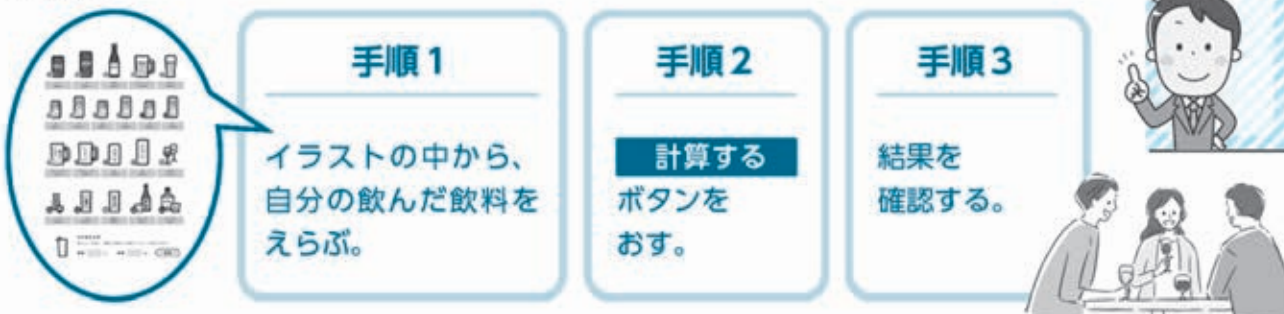 手順1
イラストの中から、
自分の飲んだ飲料を
えらぶ。
手順2
計算する
ボタンを
おす。
手順3
結果を
確認する。